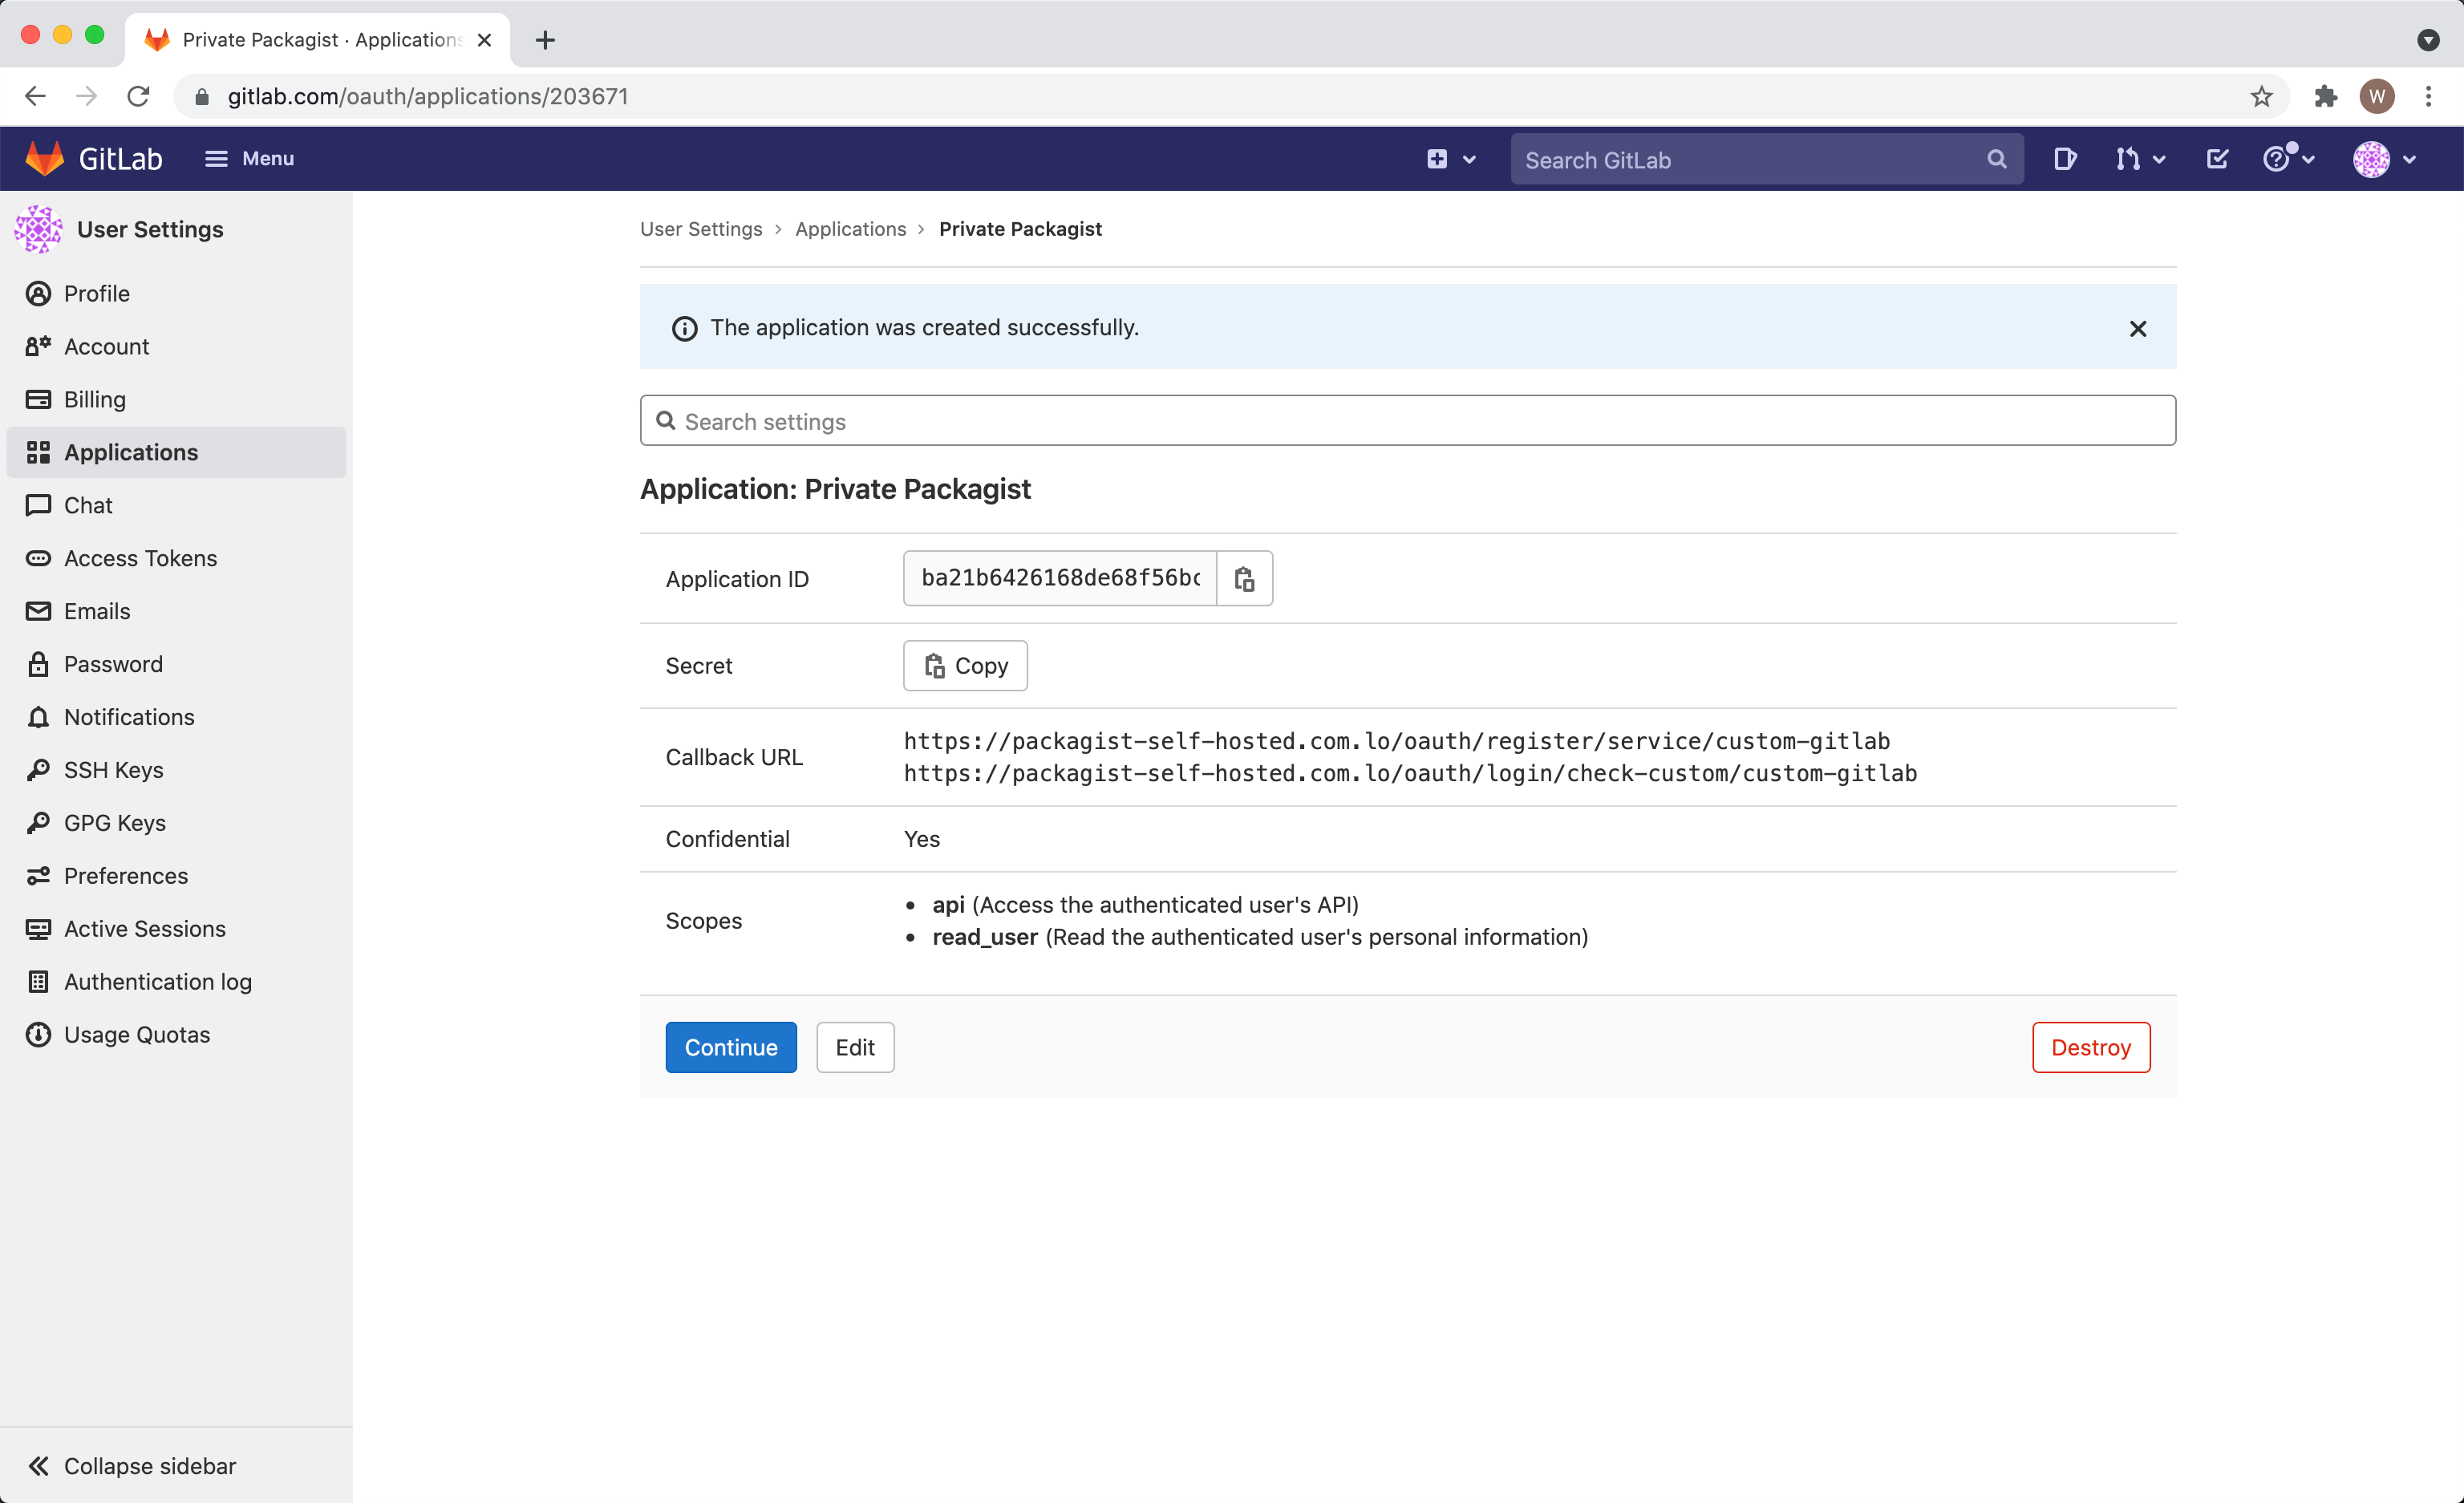 Private Packagist · Applications
gitlab.com/oauth/applications/203671
GitLab
Menu
Search GitLab
W
User Settings
Profile
Account
Billing
Applications
Chat
Access Tokens
Emails
Password
Notifications
SSH Keys
GPG Keys
Preferences
Active Sessions
Authentication log
Usage Quotas
Collapse sidebar
User Settings › Applications › Private Packagist
The application was created successfully.
Search settings
Application: Private Packagist
Application ID ba21b6426168de68f56bc
Secret Copy
Callback URL
https://packagist-self-hosted.com.lo/oauth/register/service/custom-gitlab
https://packagist-self-hosted.com.lo/oauth/login/check-custom/custom-gitlab
Confidential Yes
Scopes
• api (Access the authenticated user's API)
• read_user (Read the authenticated user's personal information)
Continue Edit Destroy